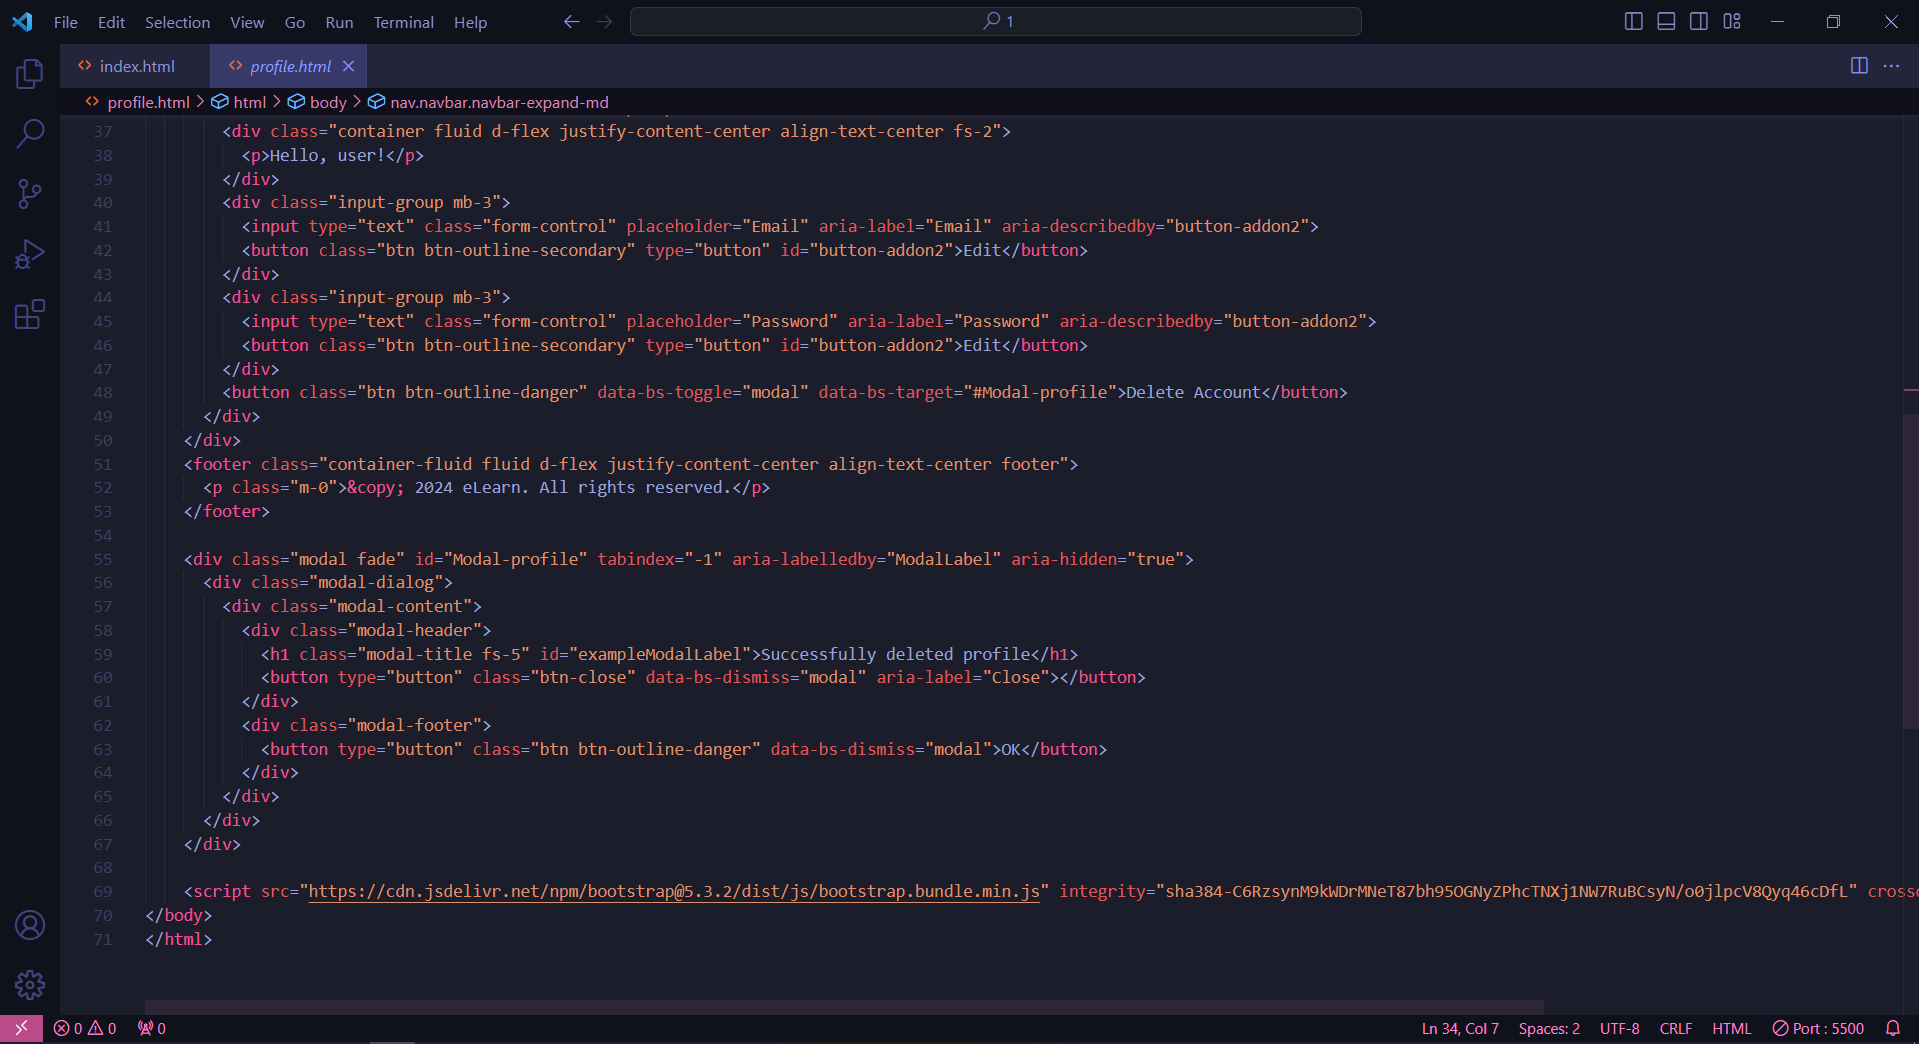 File Edit Selection View Go Run Terminal Help 1
index.html profile.html
profile.html > html > body > nav.navbar.navbar-expand-md
37 <div class="container fluid d-flex justify-content-center align-text-center fs-2">
38 <p>Hello, user!</p>
39 </div>
40 <div class="input-group mb-3">
41 <input type="text" class="form-control" placeholder="Email" aria-label="Email" aria-describedby="button-addon2">
42 <button class="btn btn-outline-secondary" type="button" id="button-addon2">Edit</button>
43 </div>
44 <div class="input-group mb-3">
45 <input type="text" class="form-control" placeholder="Password" aria-label="Password" aria-describedby="button-addon2">
46 <button class="btn btn-outline-secondary" type="button" id="button-addon2">Edit</button>
47 </div>
48 <button class="btn btn-outline-danger" data-bs-toggle="modal" data-bs-target="#Modal-profile">Delete Account</button>
49 </div>
50 </div>
51 <footer class="container-fluid fluid d-flex justify-content-center align-text-center footer">
52 <p class="m-0">&copy; 2024 eLearn. All rights reserved.</p>
53 </footer>
54
55 <div class="modal fade" id="Modal-profile" tabindex="-1" aria-labelledby="ModalLabel" aria-hidden="true">
56 <div class="modal-dialog">
57 <div class="modal-content">
58 <div class="modal-header">
59 <h1 class="modal-title fs-5" id="exampleModalLabel">Successfully deleted profile</h1>
60 <button type="button" class="btn-close" data-bs-dismiss="modal" aria-label="Close"></button>
61 </div>
62 <div class="modal-footer">
63 <button type="button" class="btn btn-outline-danger" data-bs-dismiss="modal">OK</button>
64 </div>
65 </div>
66 </div>
67 </div>
68
69 <script src="https://cdn.jsdelivr.net/npm/bootstrap@5.3.2/dist/js/bootstrap.bundle.min.js" integrity="sha384-C6RzsynM9kWDrMNeT87bh95OGNyZPhcTNXj1NW7RuBCsyN/o0jlpcV8Qyq46cDfL" cross
70 </body>
71 </html>
0 0 0 Ln 34, Col 7 Spaces: 2 UTF-8 CRLF HTML Port : 5500